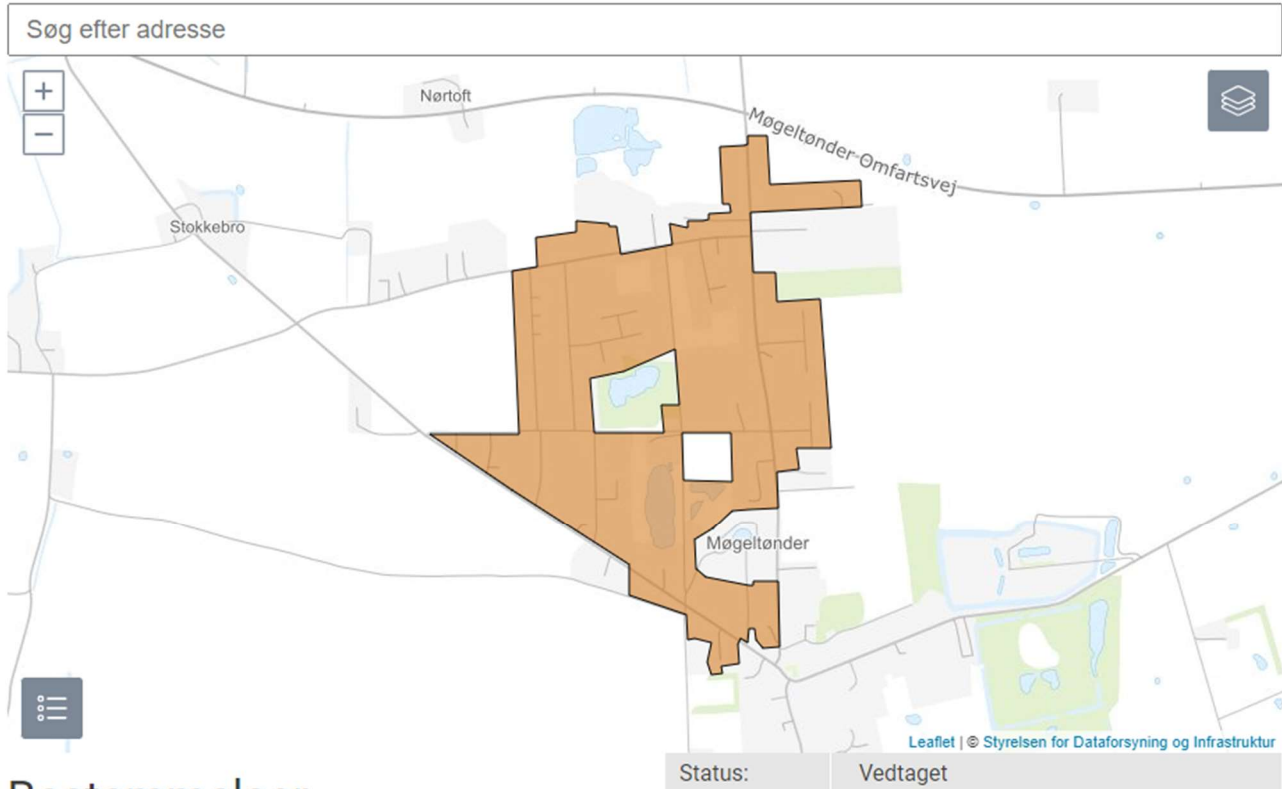 Søg efter adresse
+
−
Nørtoft
Møgeltønder Omfartsvej
Stokkebro
Møgeltønder
Leaflet | © Styrelsen for Dataforsyning og Infrastruktur
Status: Vedtaget